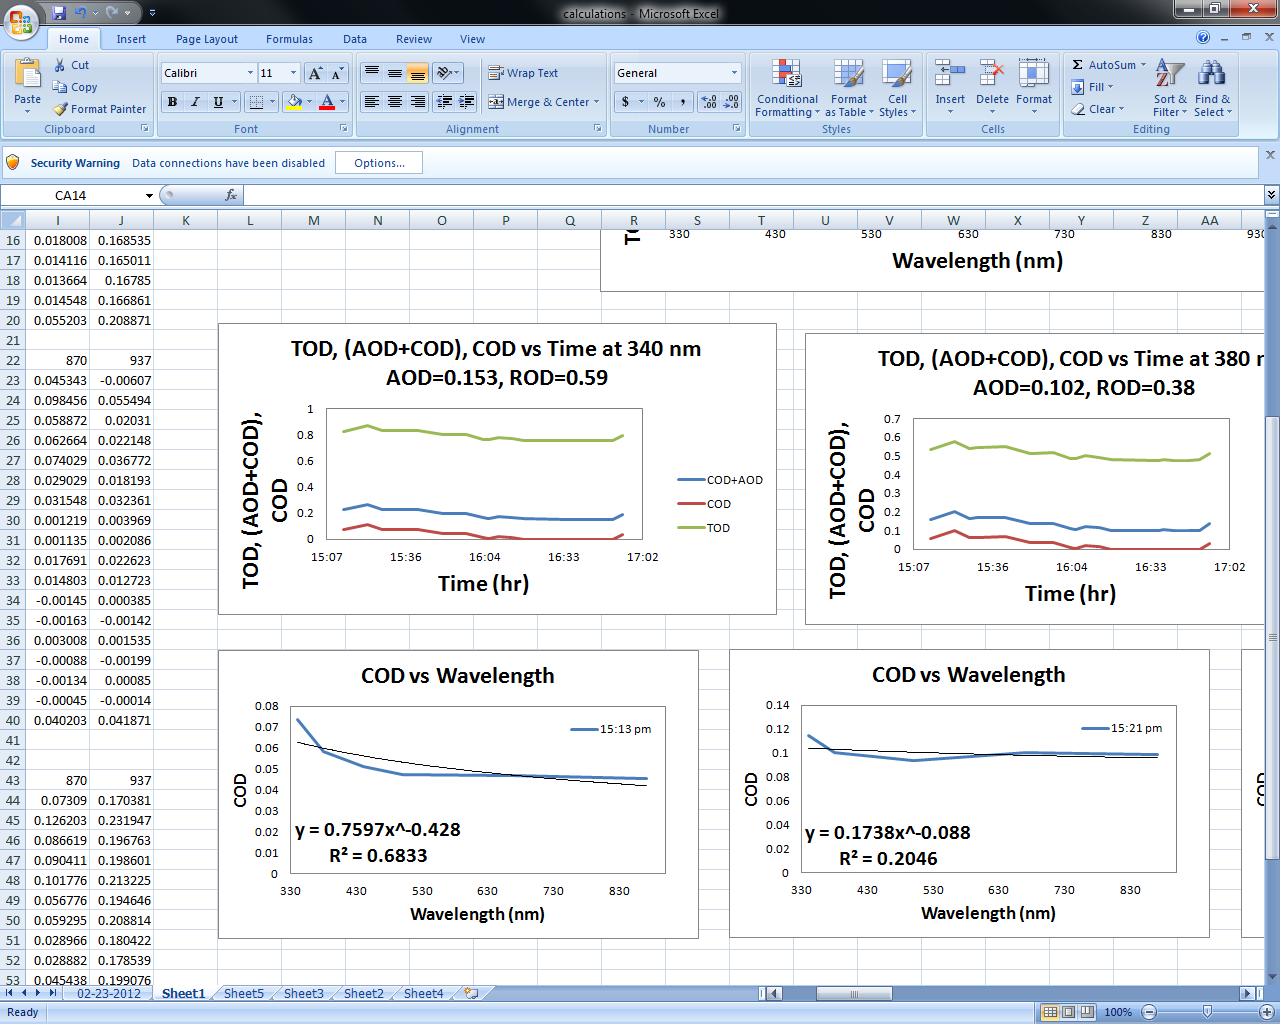 calculations - Microsoft Excel
Home Insert Page Layout Formulas Data Review View
Paste Cut Copy Format Painter
Calibri 11
B I U
Wrap Text
Merge & Center
General
$ % ,
Conditional Formatting
Format as Table
Cell Styles
Insert Delete Format
Σ AutoSum
Fill
Clear
Sort & Filter
Find & Select
Clipboard Font Alignment Number Styles Cells Editing
Security Warning Data connections have been disabled Options...
CA14 fx
I J K L M N O P Q R S T U V W X Y Z AA
16 0.018008 0.168535
17 0.014116 0.165011
18 0.013664 0.16785
19 0.014548 0.166861
20 0.055203 0.208871
21
22 870 937
23 0.045343 -0.00607
24 0.098456 0.055494
25 0.058872 0.02031
26 0.062664 0.022148
27 0.074029 0.036772
28 0.029029 0.018193
29 0.031548 0.032361
30 0.001219 0.003969
31 0.001135 0.002086
32 0.017691 0.022623
33 0.014803 0.012723
34 -0.00145 0.000385
35 -0.00163 -0.00142
36 0.003008 0.001535
37 -0.00088 -0.00199
38 -0.00134 0.00085
39 -0.00045 -0.00014
40 0.040203 0.041871
41
42
43 870 937
44 0.07309 0.170381
45 0.126203 0.231947
46 0.086619 0.196763
47 0.090411 0.198601
48 0.101776 0.213225
49 0.056776 0.194646
50 0.059295 0.208814
51 0.028966 0.180422
52 0.028882 0.178539
53 0.045438 0.199076
330 430 530 630 730 830 930
Wavelength (nm)
TOD, (AOD+COD), COD vs Time at 340 nm
AOD=0.153, ROD=0.59
TOD, (AOD+COD),
COD
1
0.8
0.6
0.4
0.2
0
15:07 15:36 16:04 16:33 17:02
Time (hr)
COD+AOD
COD
TOD
TOD, (AOD+COD), COD vs Time at 380
AOD=0.102, ROD=0.38
TOD, (AOD+COD),
COD
0.7
0.6
0.5
0.4
0.3
0.2
0.1
0
15:07 15:36 16:04 16:33 17:02
Time (hr)
COD vs Wavelength
COD
0.08
0.07
0.06
0.05
0.04
0.03
0.02
0.01
0
15:13 pm
y = 0.7597x^-0.428
R² = 0.6833
330 430 530 630 730 830
Wavelength (nm)
COD vs Wavelength
COD
0.14
0.12
0.1
0.08
0.06
0.04
0.02
0
15:21 pm
y = 0.1738x^-0.088
R² = 0.2046
330 430 530 630 730 830
Wavelength (nm)
02-23-2012 Sheet1 Sheet5 Sheet3 Sheet2 Sheet4
Ready 100%